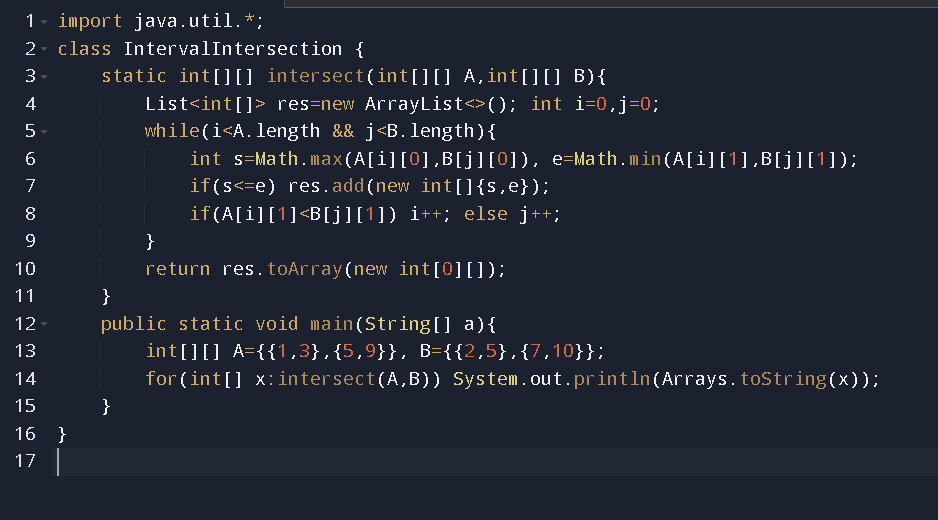 1 import java.util.*;
2 class IntervalIntersection {
3     static int[][] intersect(int[][] A,int[][] B){
4         List<int[]> res=new ArrayList<>(); int i=0,j=0;
5         while(i<A.length && j<B.length){
6             int s=Math.max(A[i][0],B[j][0]), e=Math.min(A[i][1],B[j][1]);
7             if(s<=e) res.add(new int[]{s,e});
8             if(A[i][1]<B[j][1]) i++; else j++;
9         }
10         return res.toArray(new int[0][]);
11     }
12     public static void main(String[] a){
13         int[][] A={{1,3},{5,9}}, B={{2,5},{7,10}};
14         for(int[] x:intersect(A,B)) System.out.println(Arrays.toString(x));
15     }
16 }
17